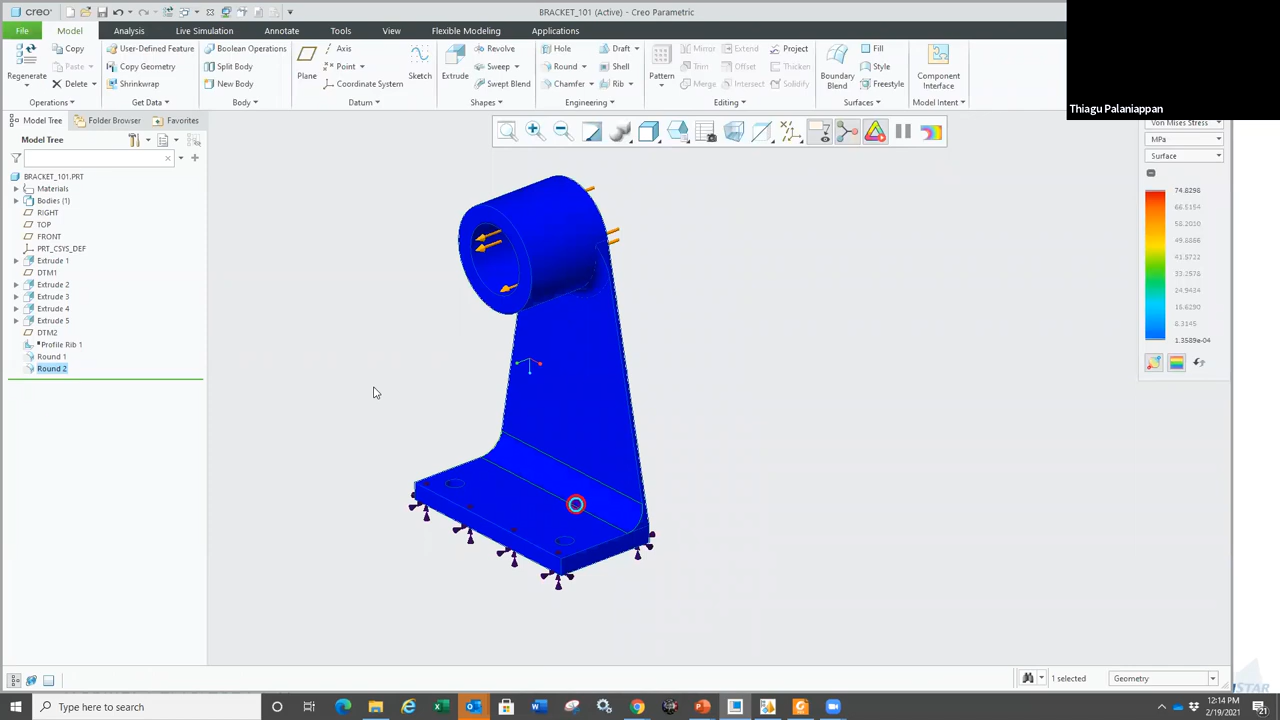 creo
BRACKET_101 (Active) - Creo Parametric
File
Model
Analysis
Live Simulation
Annotate
Tools
View
Flexible Modeling
Applications
Regenerate
Copy
Paste
Delete
Operations
User-Defined Feature
Copy Geometry
Shrinkwrap
Get Data
Boolean Operations
Split Body
New Body
Body
Plane
Axis
Point
Coordinate System
Sketch
Datum
Extrude
Revolve
Sweep
Swept Blend
Shapes
Hole
Round
Chamfer
Draft
Shell
Rib
Engineering
Pattern
Mirror
Trim
Merge
Extend
Offset
Intersect
Project
Thicken
Solidify
Editing
Boundary
Blend
Fill
Style
Freestyle
Surfaces
Component
Interface
Model Intent
Thiagu Palaniappan
Model Tree
Folder Browser
Favorites
Model Tree
BRACKET_101.PRT
Materials
Bodies (1)
RIGHT
TOP
FRONT
PRT_CSYS_DEF
Extrude 1
DTM1
Extrude 2
Extrude 3
Extrude 4
Extrude 5
DTM2
*Profile Rib 1
Round 1
Round 2
Von Mises Stress
MPa
Surface
74.8298
66.5154
58.2010
49.8866
41.5722
33.2578
24.9434
16.6290
8.3145
1.3589e-04
1 selected
Geometry
Type here to search
12:14 PM
2/19/2021
21